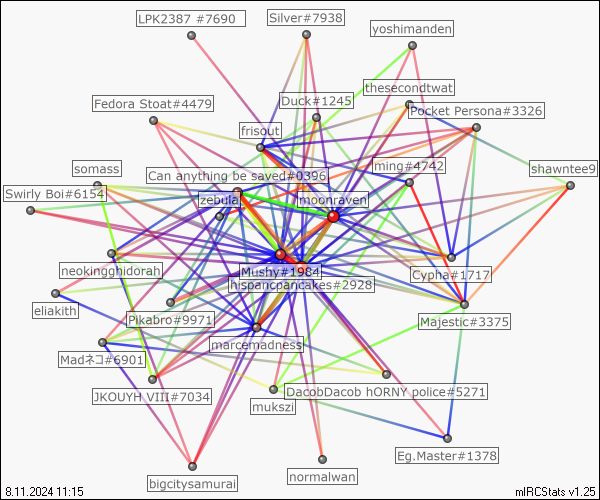 LPK2387 #7690
Silver#7938
yoshimanden
thesecondtwat
Fedora Stoat#4479
Duck#1245
Pocket Persona#3326
frisout
somass
Can anything be saved#0396
ming#4742
shawntee9
Swirly Boi#6154
zebula
moonraven
neokingghidorah
Mushy#1984
Cypha#1717
hispancpancakes#2928
eliakith
Pikabro#9971
Majestic#3375
marcemadness
Madネコ#6901
JKOUYH VIII#7034
DacobDacob hORNY police#5271
mukszi
Eg.Master#1378
bigcitysamurai
normalwan
8.11.2024 11:15
mIRCStats v1.25